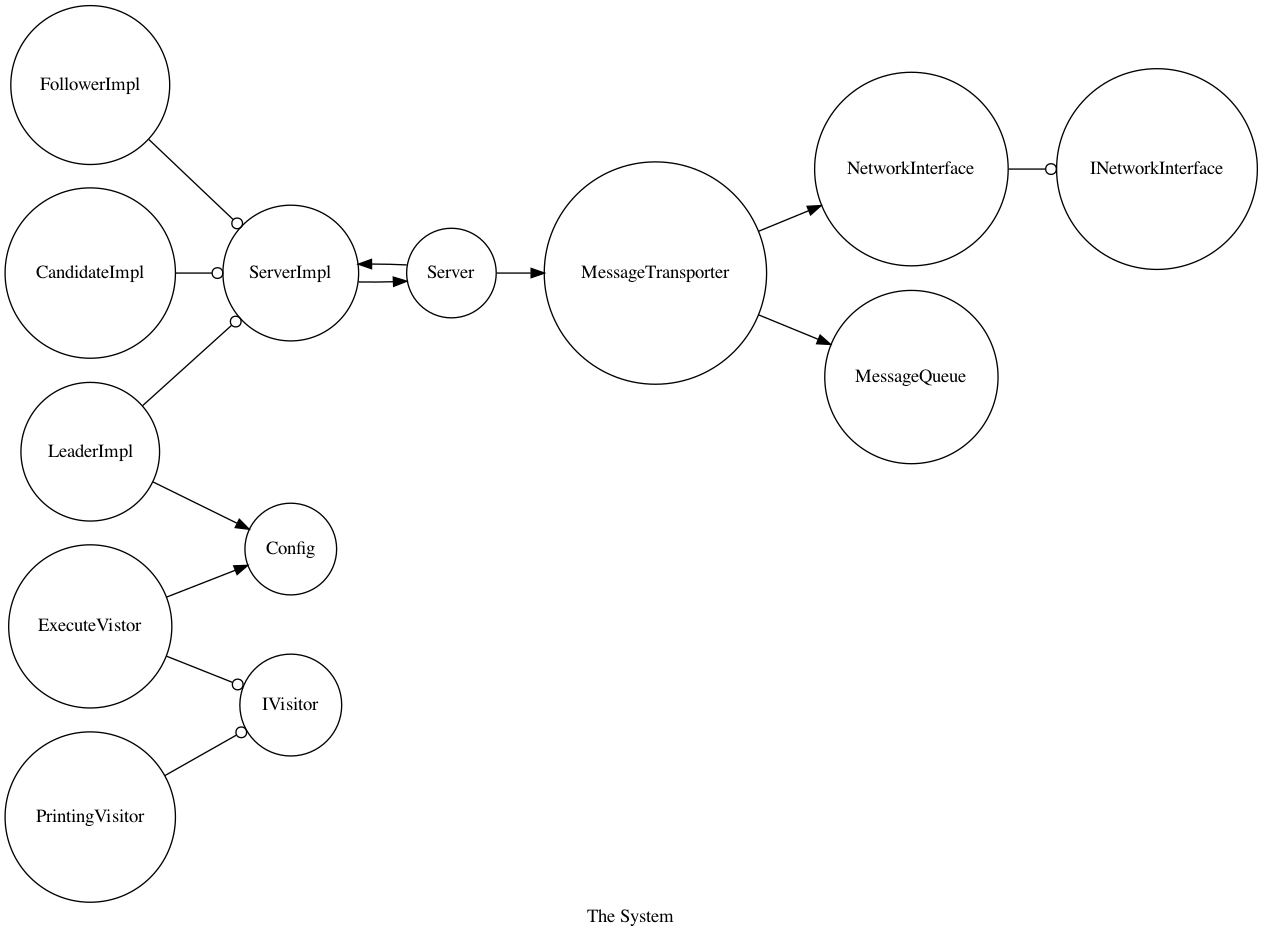 FollowerImpl
CandidateImpl
ServerImpl
Server
MessageTransporter
NetworkInterface
INetworkInterface
MessageQueue
LeaderImpl
Config
ExecuteVistor
IVisitor
PrintingVisitor
The System